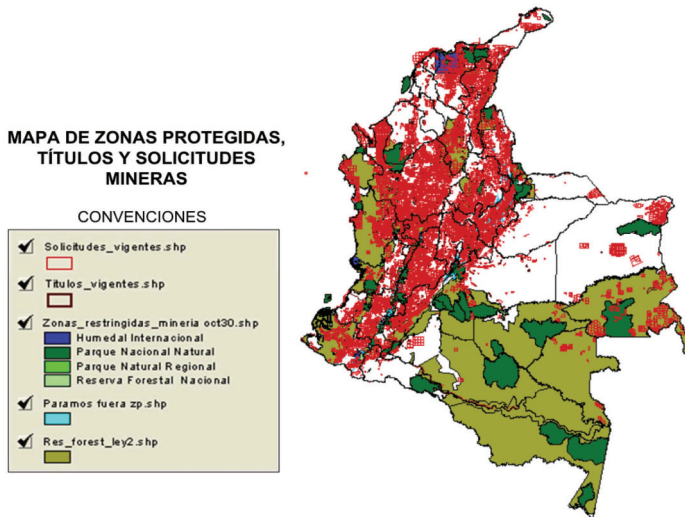 MAPA DE ZONAS PROTEGIDAS,
TÍTULOS Y SOLICITUDES
MINERAS
CONVENCIONES
Solicitudes_vigentes.shp
Títulos_vigentes.shp
Zonas_restringidas_mineria oct30.shp
Humedal Internacional
Parque Nacional Natural
Parque Natural Regional
Reserva Forestal Nacional
Paramos fuera zp.shp
Res_forest_ley2.shp